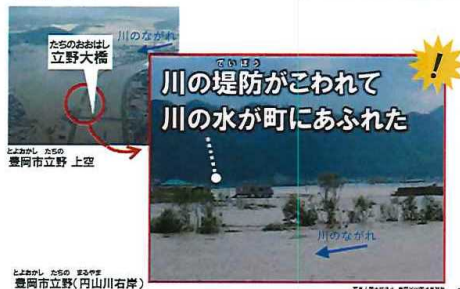 たちのおおはし
立野大橋
川のながれ
とよおかし たちの
豊岡市立野 上空
ていぼう
川の堤防がこわれて
川の水が町にあふれた
!
川のながれ
とよおかし たちの まるやま
豊岡市立野(円山川右岸)